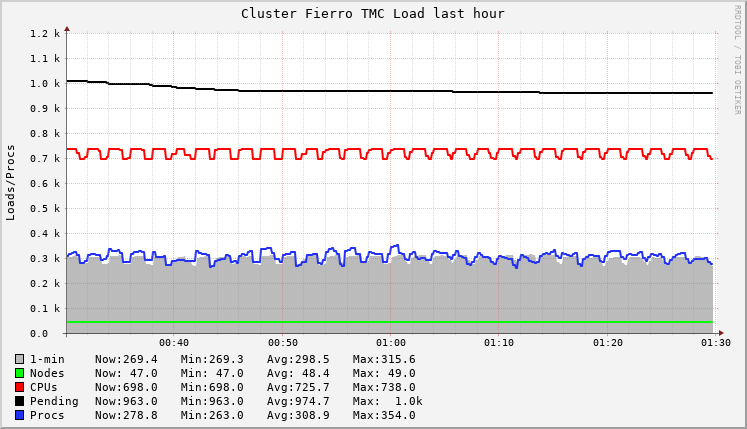 Cluster Fierro TMC Load last hour
RRDTOOL / TOBI OETIKER
Loads/Procs
1.2 k
1.1 k
1.0 k
0.9 k
0.8 k
0.7 k
0.6 k
0.5 k
0.4 k
0.3 k
0.2 k
0.1 k
0.0
00:40 00:50 01:00 01:10 01:20 01:30
1-min Now:269.4 Min:269.3 Avg:298.5 Max:315.6
Nodes Now: 47.0 Min: 47.0 Avg: 48.4 Max: 49.0
CPUs Now:698.0 Min:698.0 Avg:725.7 Max:738.0
Pending Now:963.0 Min:963.0 Avg:974.7 Max: 1.0k
Procs Now:278.8 Min:263.0 Avg:308.9 Max:354.0